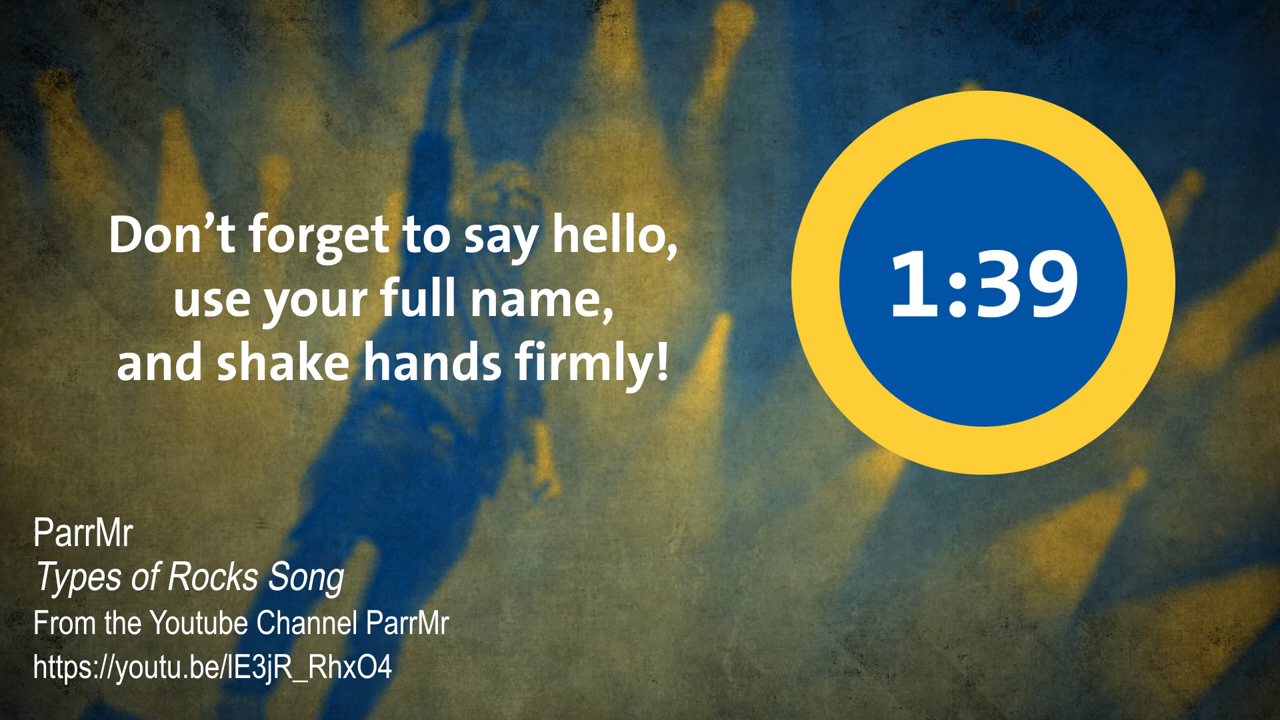 Don’t forget to say hello,
use your full name,
and shake hands firmly!
1:39
ParrMr
Types of Rocks Song
From the Youtube Channel ParrMr
https://youtu.be/lE3jR_RhxO4